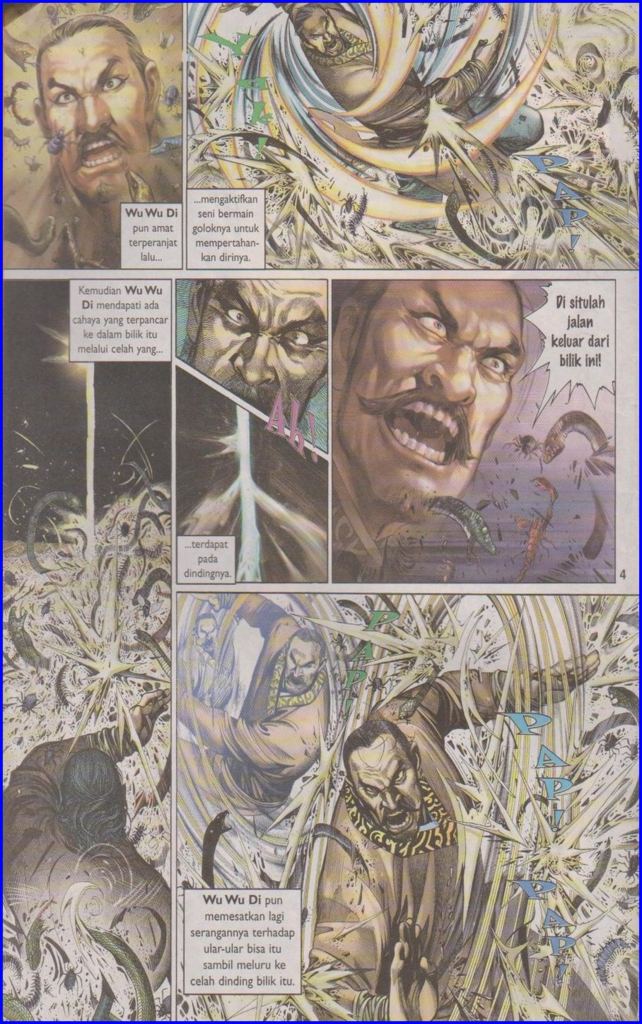 Wu Wu Di
pun amat
terperanjat
lalu...
...mengaktifkan
seni bermain
goloknya untuk
mempertahan-
kan dirinya.
PAP!
Kemudian Wu Wu
Di mendapati ada
cahaya yang terpancar
ke dalam bilik itu
melalui celah yang...
Ah!
...terdapat
pada
dindingnya.
Di situlah
jalan
keluar dari
bilik ini!
4
PAP!
PAP!
PAP!
PAP!
Wu Wu Di pun
memesatkan lagi
serangannya terhadap
ular-ular bisa itu
sambil meluru ke
celah dinding bilik itu.